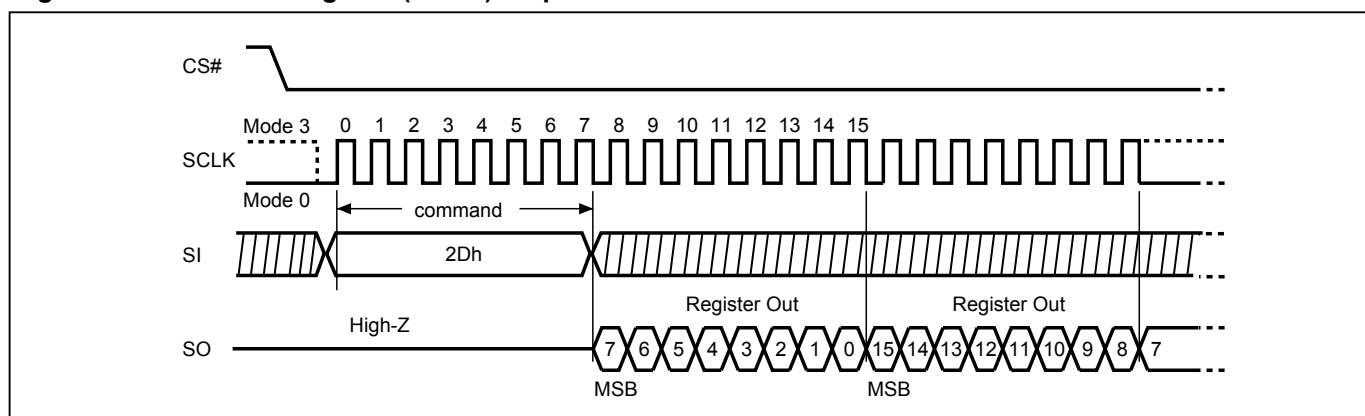 CS#
Mode 3 0 1 2 3 4 5 6 7 8 9 10 11 12 13 14 15
SCLK
Mode 0
command
SI 2Dh
Register Out Register Out
High-Z
SO 7 6 5 4 3 2 1 0 15 14 13 12 11 10 9 8 7
MSB MSB